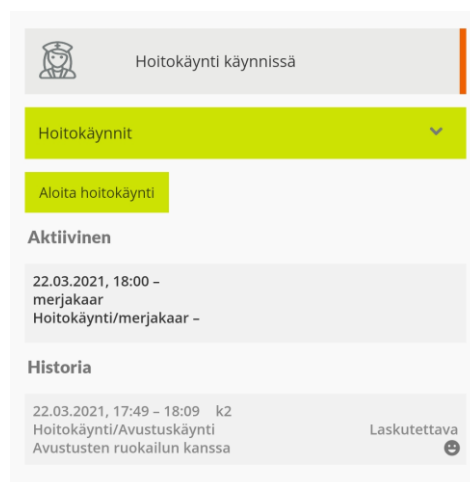 Hoitokäynti käynnissä
Hoitokäynnit
Aloita hoitokäynti
Aktiivinen
22.03.2021, 18:00 –
merjakaar
Hoitokäynti/merjakaar –
Historia
22.03.2021, 17:49 – 18:09 k2
Hoitokäynti/Avustuskäynti Laskutettava
Avustusten ruokailun kanssa